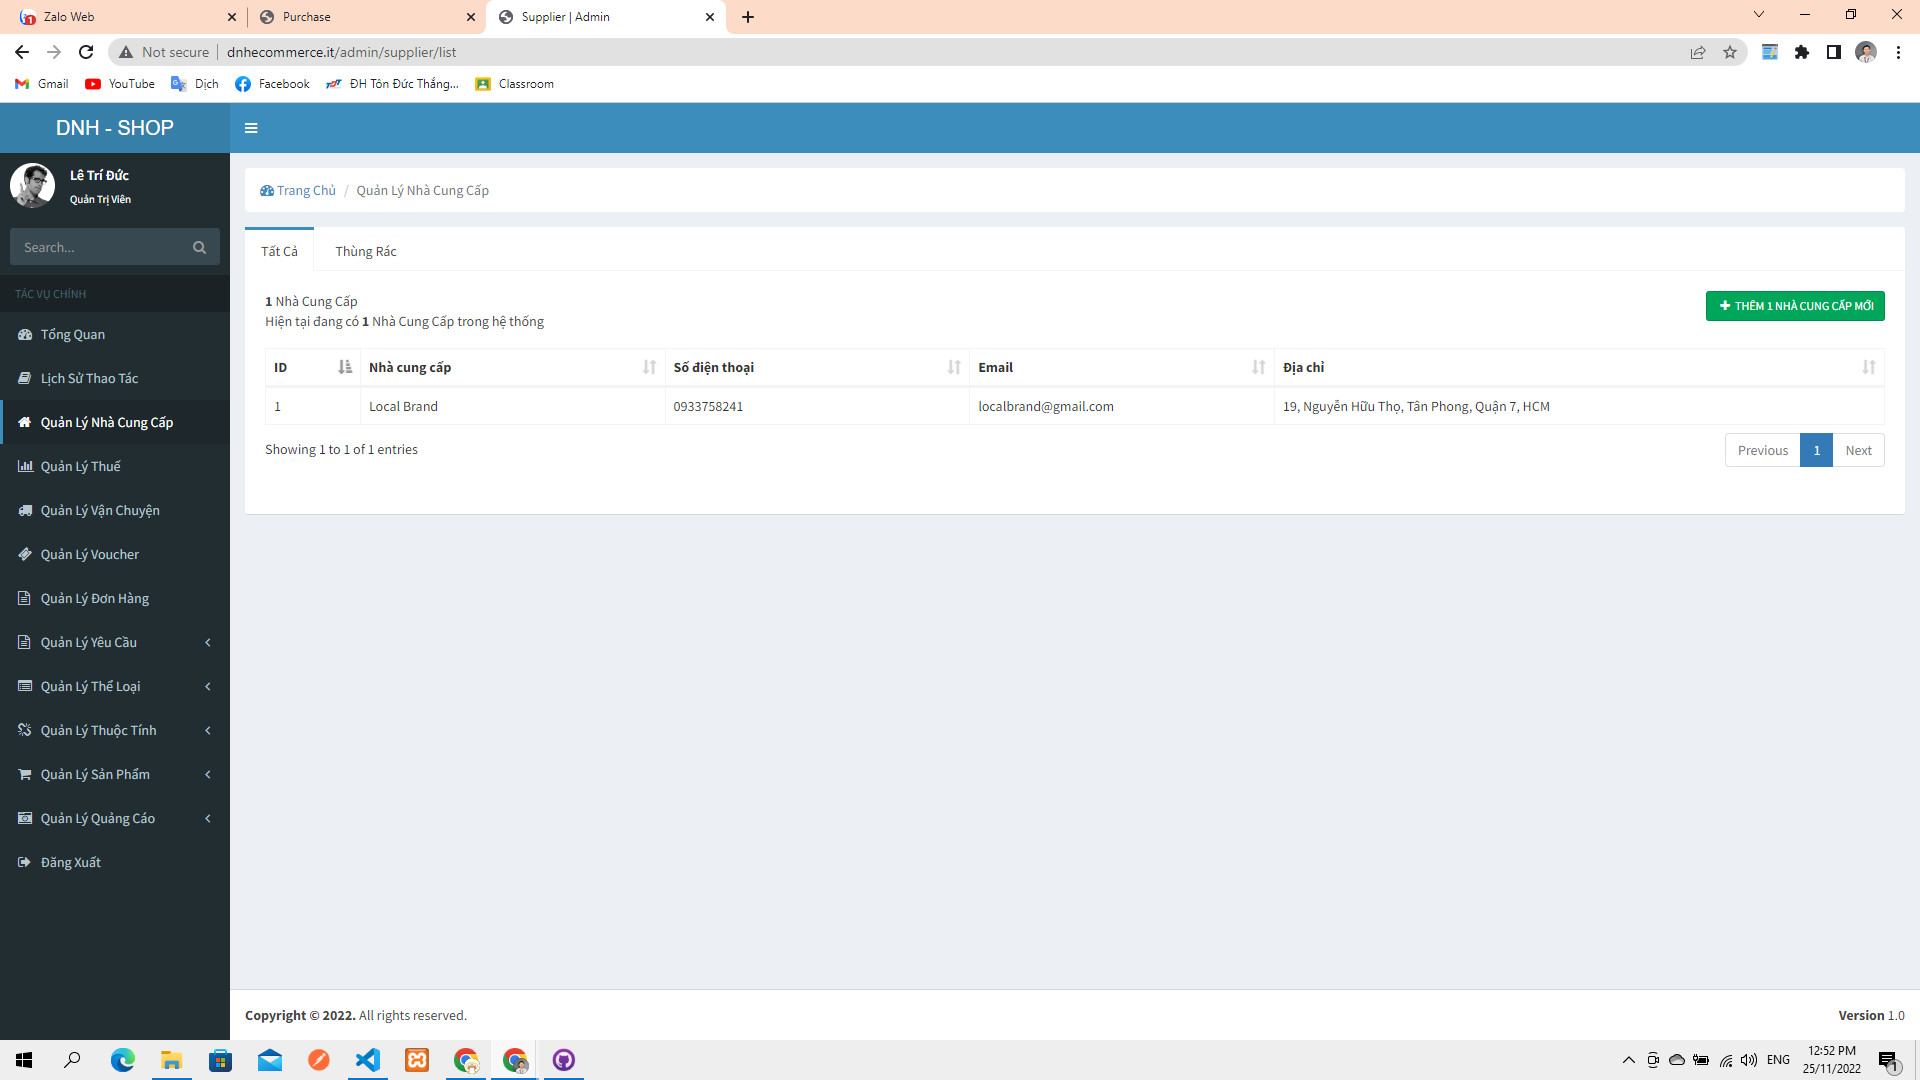 Zalo Web
Purchase
Supplier | Admin
Not secure
dnhecommerce.it/admin/supplier/list
Gmail
YouTube
Dịch
Facebook
ĐH Tôn Đức Thắng...
Classroom
DNH - SHOP
Lê Trí Đức
Quản Trị Viên
Search...
TÁC VỤ CHÍNH
Tổng Quan
Lịch Sử Thao Tác
Quản Lý Nhà Cung Cấp
Quản Lý Thuế
Quản Lý Vận Chuyện
Quản Lý Voucher
Quản Lý Đơn Hàng
Quản Lý Yêu Cầu
Quản Lý Thể Loại
Quản Lý Thuộc Tính
Quản Lý Sản Phẩm
Quản Lý Quảng Cáo
Đăng Xuất
Trang Chủ / Quản Lý Nhà Cung Cấp
Tất Cả
Thùng Rác
1 Nhà Cung Cấp
Hiện tại đang có 1 Nhà Cung Cấp trong hệ thống
THÊM 1 NHÀ CUNG CẤP MỚI
ID Nhà cung cấp Số điện thoại Email Địa chỉ
1 Local Brand 0933758241 localbrand@gmail.com 19, Nguyễn Hữu Thọ, Tân Phong, Quận 7, HCM
Showing 1 to 1 of 1 entries
Previous 1 Next
Copyright © 2022. All rights reserved.
Version 1.0
ENG
12:52 PM
25/11/2022
1